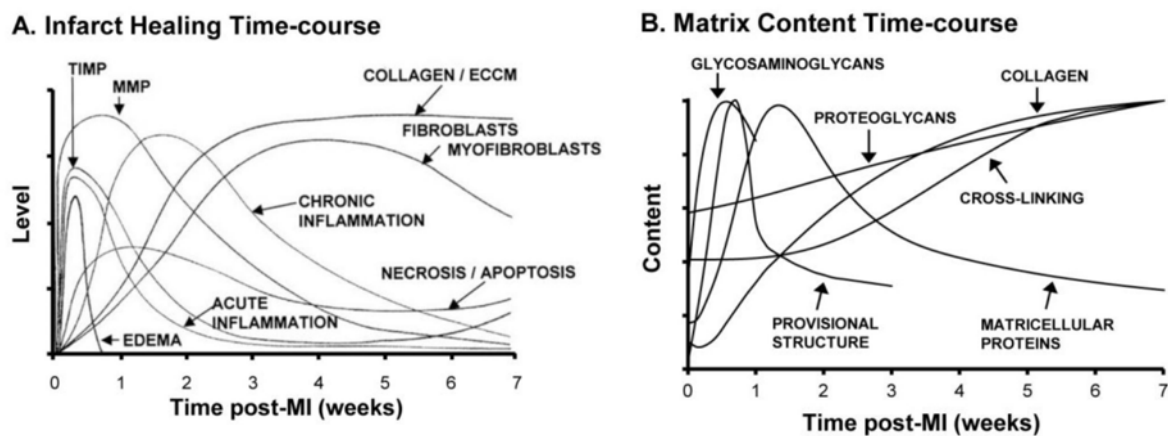 A. Infarct Healing Time-course
TIMP
MMP
COLLAGEN / ECCM
FIBROBLASTS
MYOFIBROBLASTS
CHRONIC
INFLAMMATION
NECROSIS / APOPTOSIS
ACUTE
INFLAMMATION
EDEMA
Level
0 1 2 3 4 5 6 7
Time post-MI (weeks)
B. Matrix Content Time-course
GLYCOSAMINOGLYCANS
COLLAGEN
PROTEOGLYCANS
CROSS-LINKING
PROVISIONAL
STRUCTURE
MATRICELLULAR
PROTEINS
Content
0 1 2 3 4 5 6 7
Time post-MI (weeks)